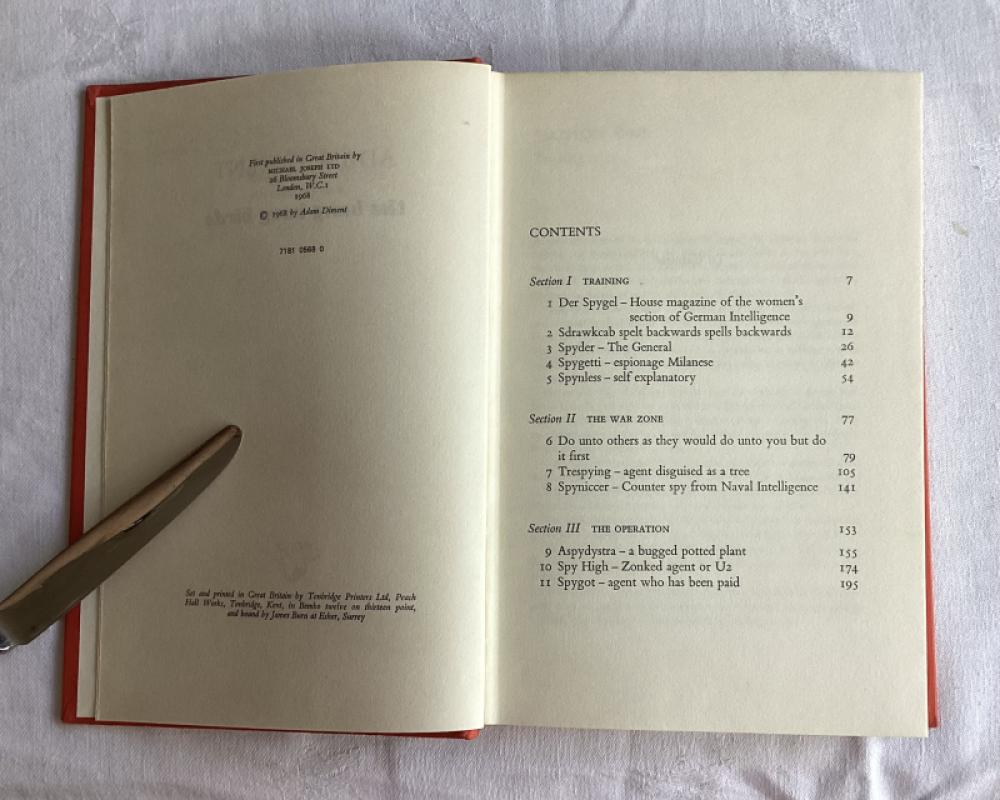 First published in Great Britain by
MICHAEL JOSEPH LTD
26 Bloomsbury Street
London, W.C.1
1968
© 1968 by Adam Diment
7181 0568 0
Set and printed in Great Britain by Tonbridge Printers Ltd, Peach
Hall Works, Tonbridge, Kent, in Bembo twelve on thirteen point,
and bound by James Burn at Esher, Surrey
CONTENTS
Section I TRAINING 7
1 Der Spygel – House magazine of the women's
section of German Intelligence 9
2 Sdrawkcab spelt backwards spells backwards 12
3 Spyder – The General 26
4 Spygetti – espionage Milanese 42
5 Spynless – self explanatory 54
Section II THE WAR ZONE 77
6 Do unto others as they would do unto you but do
it first 79
7 Trespying – agent disguised as a tree 105
8 Spyniccer – Counter spy from Naval Intelligence 141
Section III THE OPERATION 153
9 Aspydystra – a bugged potted plant 155
10 Spy High – Zonked agent or U2 174
11 Spygot – agent who has been paid 195